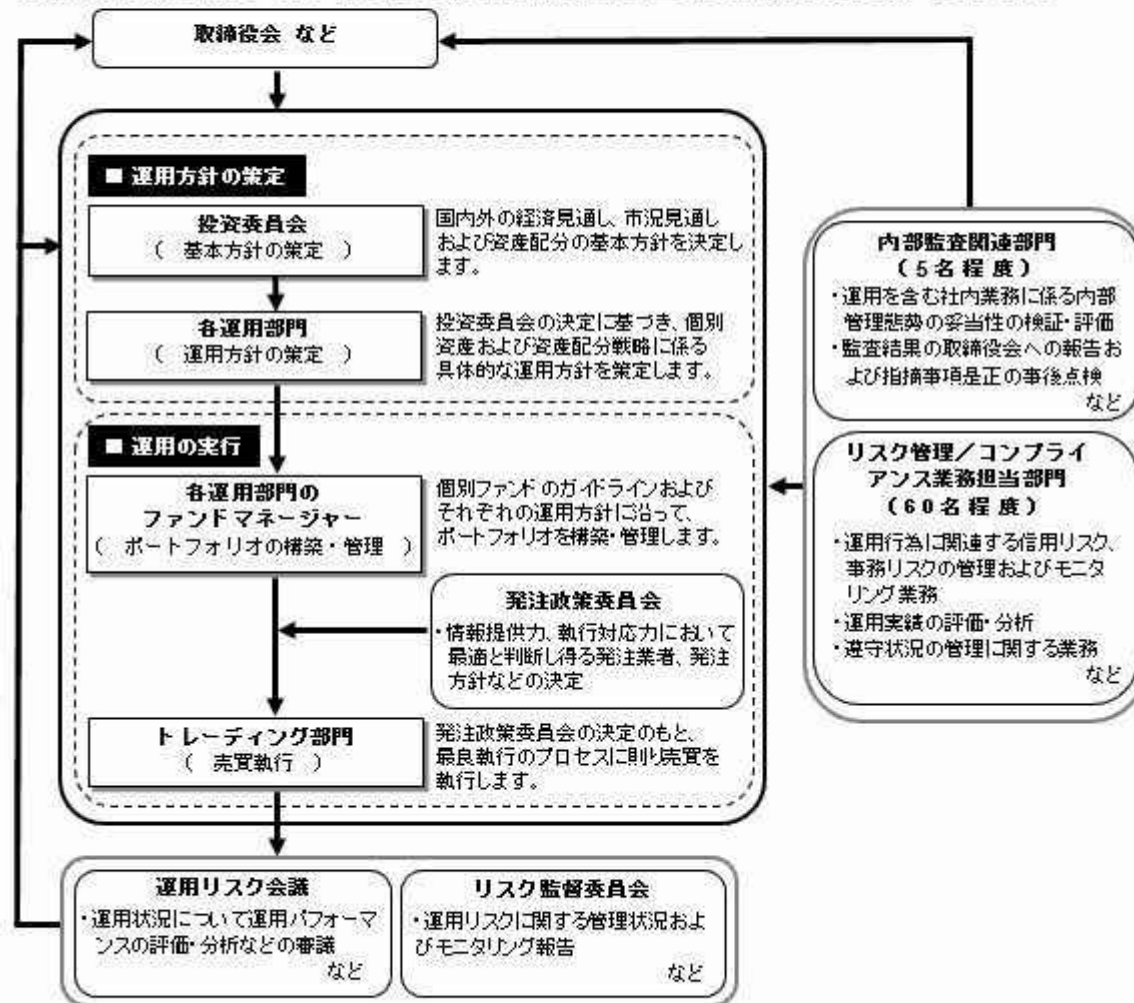 取締役会 など
■ 運用方針の策定
投資委員会
( 基本方針の策定 )
国内外の経済見通し、市況見通し
および資産配分の基本方針を決定し
ます。
各運用部門
( 運用方針の策定 )
投資委員会の決定に基づき、個別
資産および資産配分戦略に係る
具体的な運用方針を策定します。
■ 運用の実行
各運用部門の
ファンドマネージャー
( ポートフォリオの構築・管理 )
個別ファンドのガイドラインおよび
それぞれの運用方針に沿って、
ポートフォリオを構築・管理します。
発注政策委員会
・情報提供力、執行対応力において
最適と判断し得る発注業者、発注
方針などの決定
トレーディング部門
( 売買執行 )
発注政策委員会の決定のもと、
最良執行のプロセスに則り売買を
執行します。
内部監査関連部門
(5名程度)
・運用を含む社内業務に係る内部
管理態勢の妥当性の検証・評価
・監査結果の取締役会への報告お
よび指摘事項是正の事後点検
など
リスク管理/コンプライ
アンス業務担当部門
(60名程度)
・運用行為に関連する信用リスク、
事務リスクの管理およびモニタ
リング業務
・運用実績の評価・分析
・遵守状況の管理に関する業務
など
運用リスク会議
・運用状況について運用パフォーマ
ンスの評価・分析などの審議
など
リスク監督委員会
・運用リスクに関する管理状況およ
びモニタリング報告
など